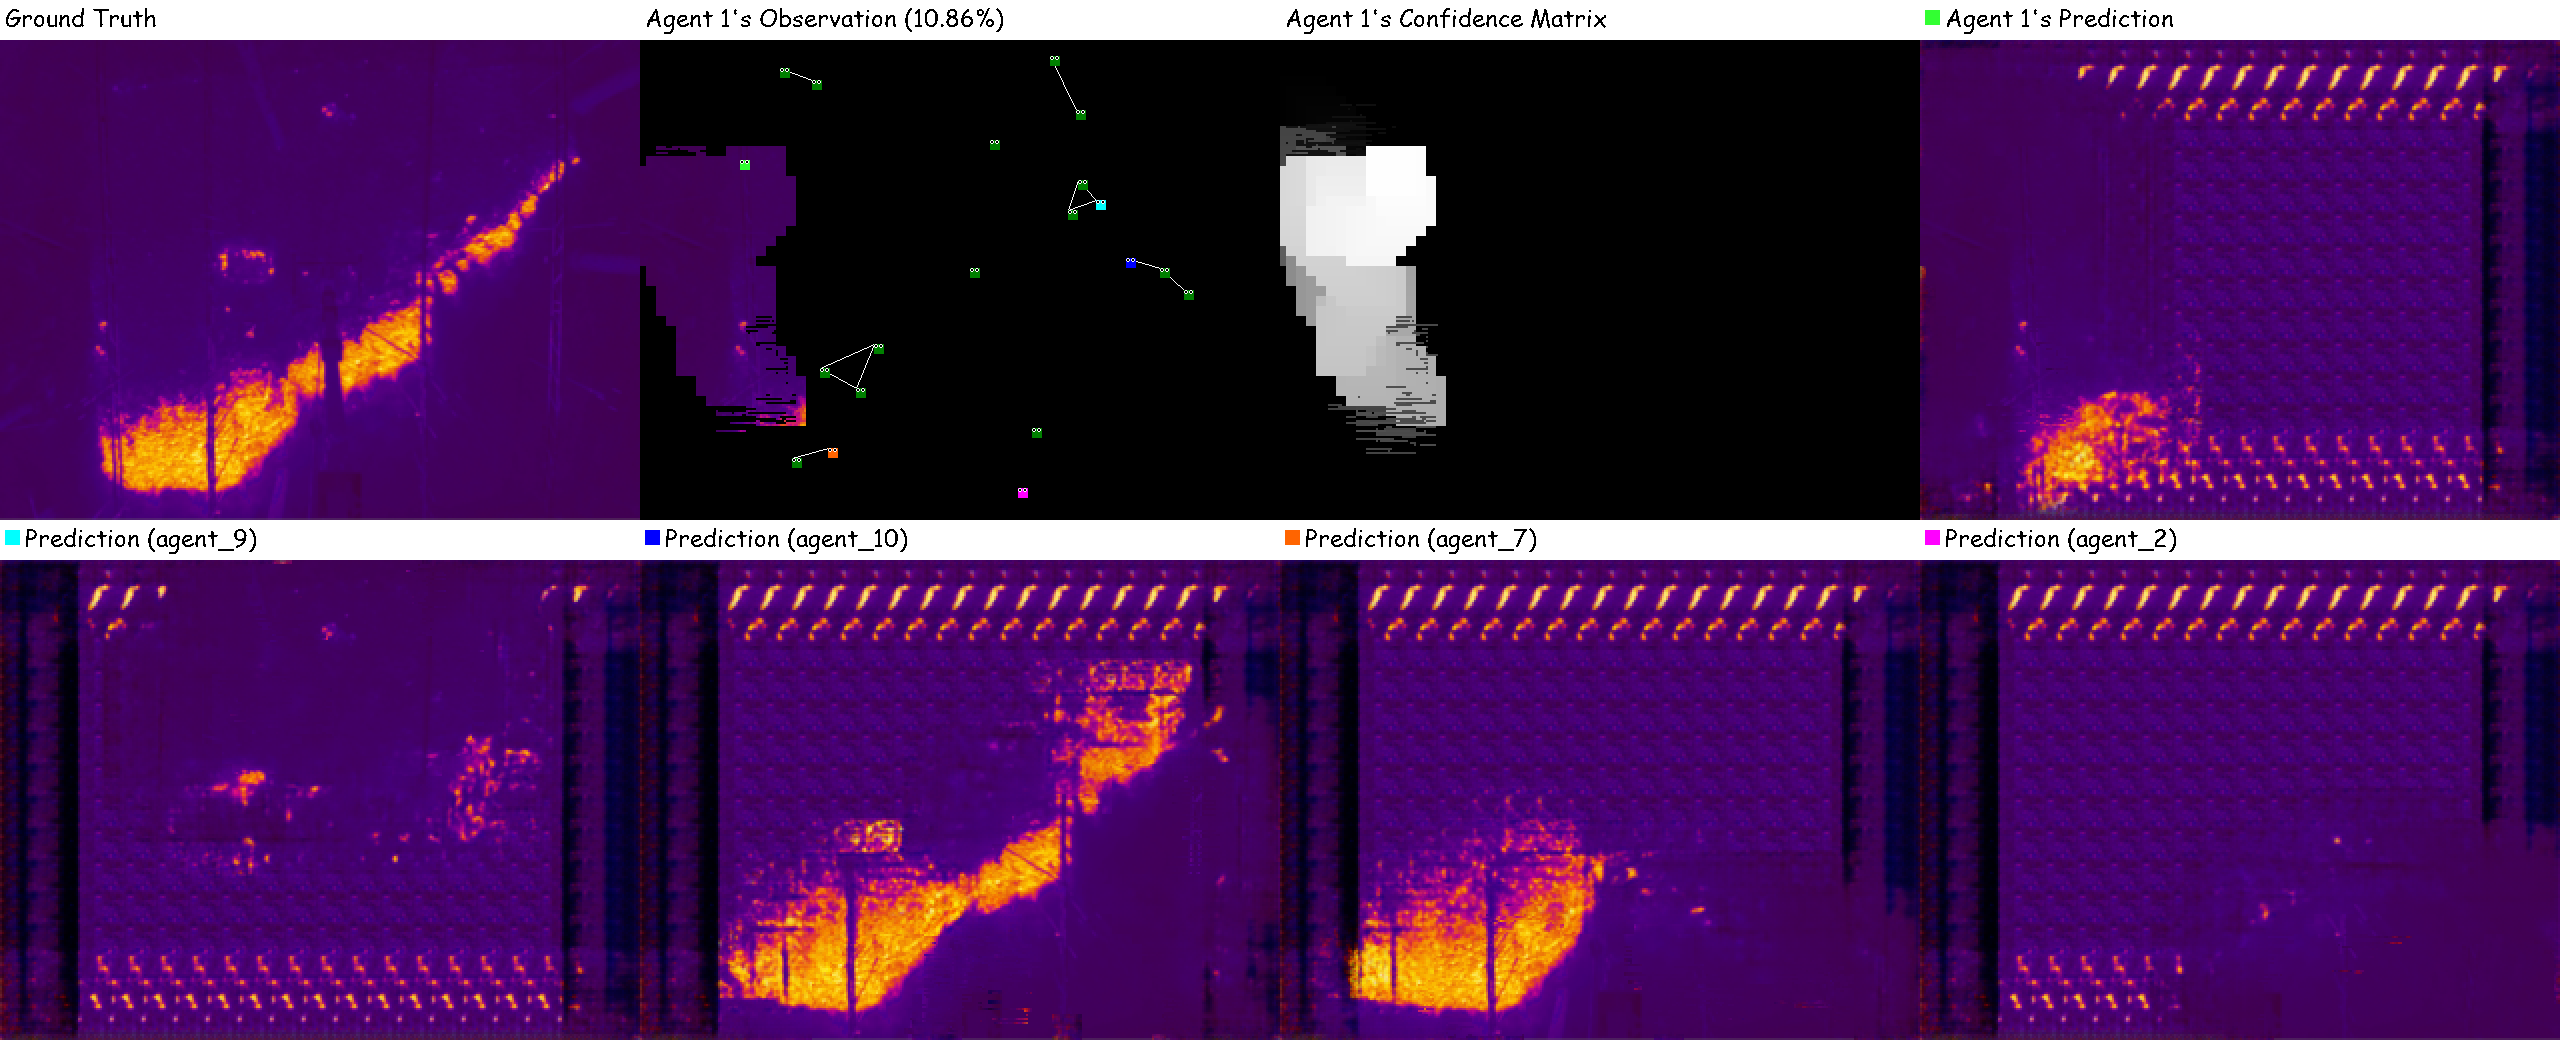 Ground Truth
Agent 1's Observation (10.86%)
Agent 1's Confidence Matrix
Agent 1's Prediction
Prediction (agent_9)
Prediction (agent_10)
Prediction (agent_7)
Prediction (agent_2)